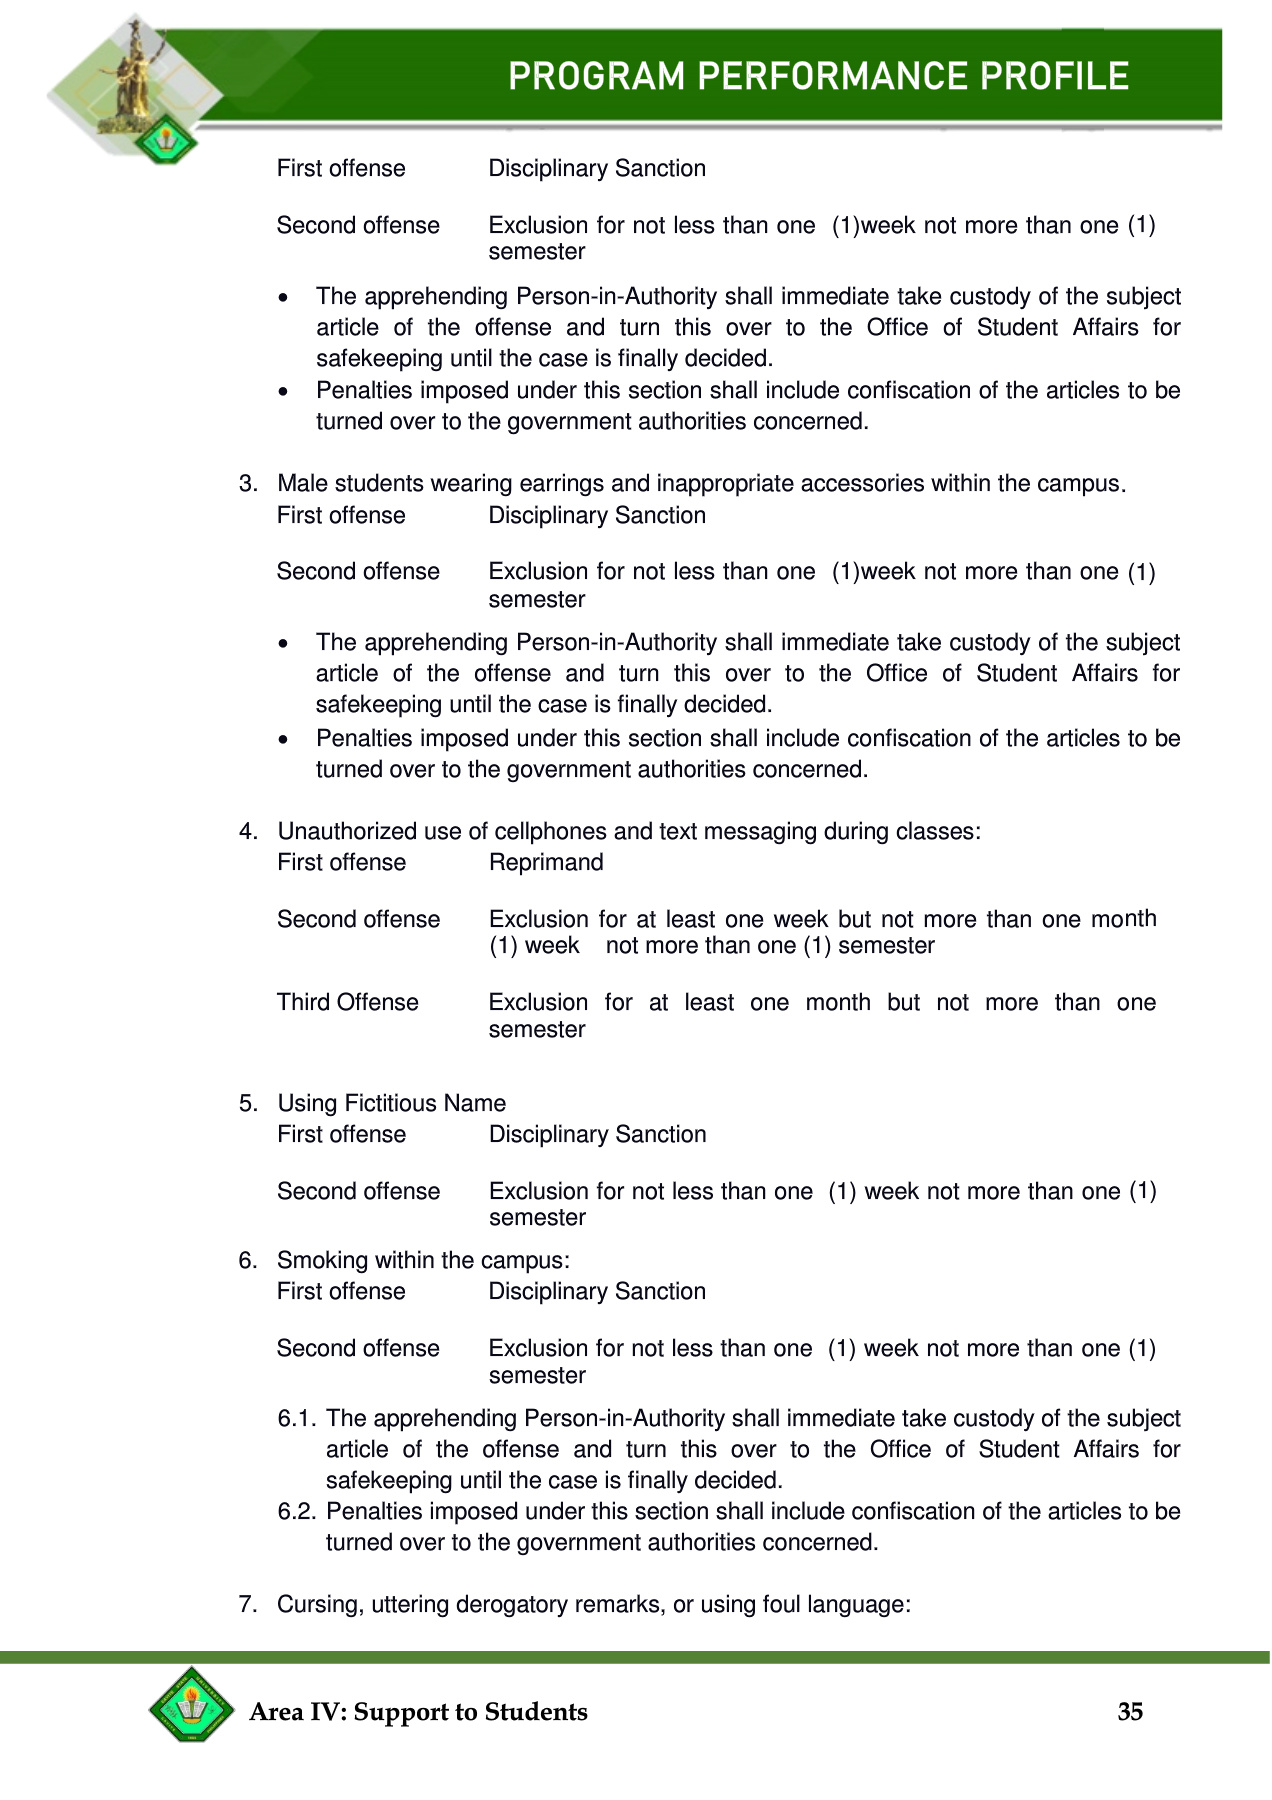 PROGRAM PERFORMANCE PROFILE
First offense Disciplinary Sanction
Second offense Exclusion for not less than one (1)week not more than one (1)
semester
• The apprehending Person-in-Authority shall immediate take custody of the subject
article of the offense and turn this over to the Office of Student Affairs for
safekeeping until the case is finally decided.
• Penalties imposed under this section shall include confiscation of the articles to be
turned over to the government authorities concerned.
3. Male students wearing earrings and inappropriate accessories within the campus.
First offense Disciplinary Sanction
Second offense Exclusion for not less than one (1)week not more than one (1)
semester
• The apprehending Person-in-Authority shall immediate take custody of the subject
article of the offense and turn this over to the Office of Student Affairs for
safekeeping until the case is finally decided.
• Penalties imposed under this section shall include confiscation of the articles to be
turned over to the government authorities concerned.
4. Unauthorized use of cellphones and text messaging during classes:
First offense Reprimand
Second offense Exclusion for at least one week but not more than one month
(1) week not more than one (1) semester
Third Offense Exclusion for at least one month but not more than one
semester
5. Using Fictitious Name
First offense Disciplinary Sanction
Second offense Exclusion for not less than one (1) week not more than one (1)
semester
6. Smoking within the campus:
First offense Disciplinary Sanction
Second offense Exclusion for not less than one (1) week not more than one (1)
semester
6.1. The apprehending Person-in-Authority shall immediate take custody of the subject
article of the offense and turn this over to the Office of Student Affairs for
safekeeping until the case is finally decided.
6.2. Penalties imposed under this section shall include confiscation of the articles to be
turned over to the government authorities concerned.
7. Cursing, uttering derogatory remarks, or using foul language:
Area IV: Support to Students 35